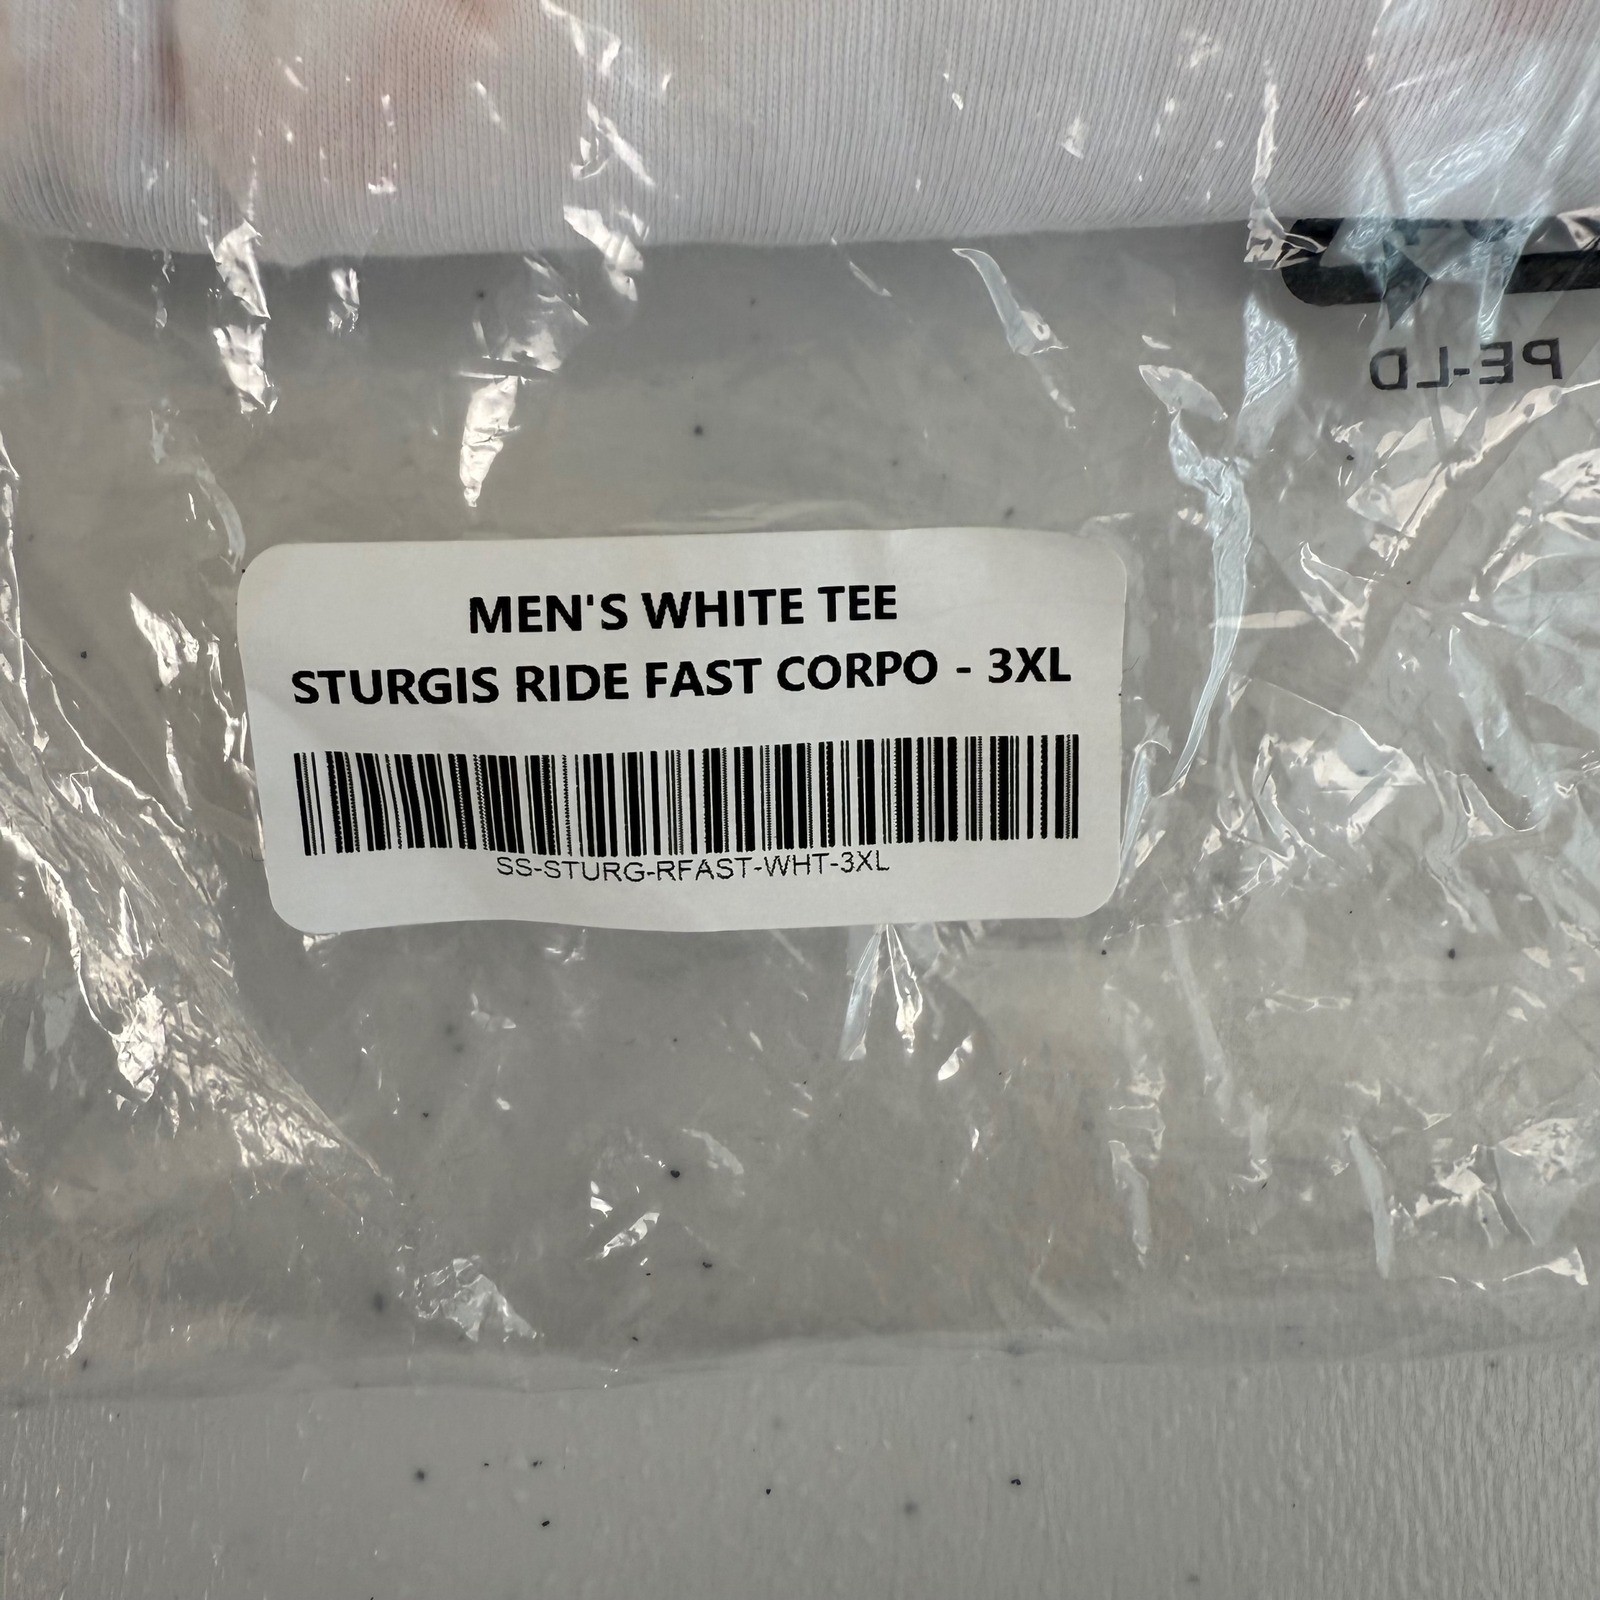 PE-LD
MEN'S WHITE TEE
STURGIS RIDE FAST CORPO - 3XL
SS-STURG-RFAST-WHT-3XL